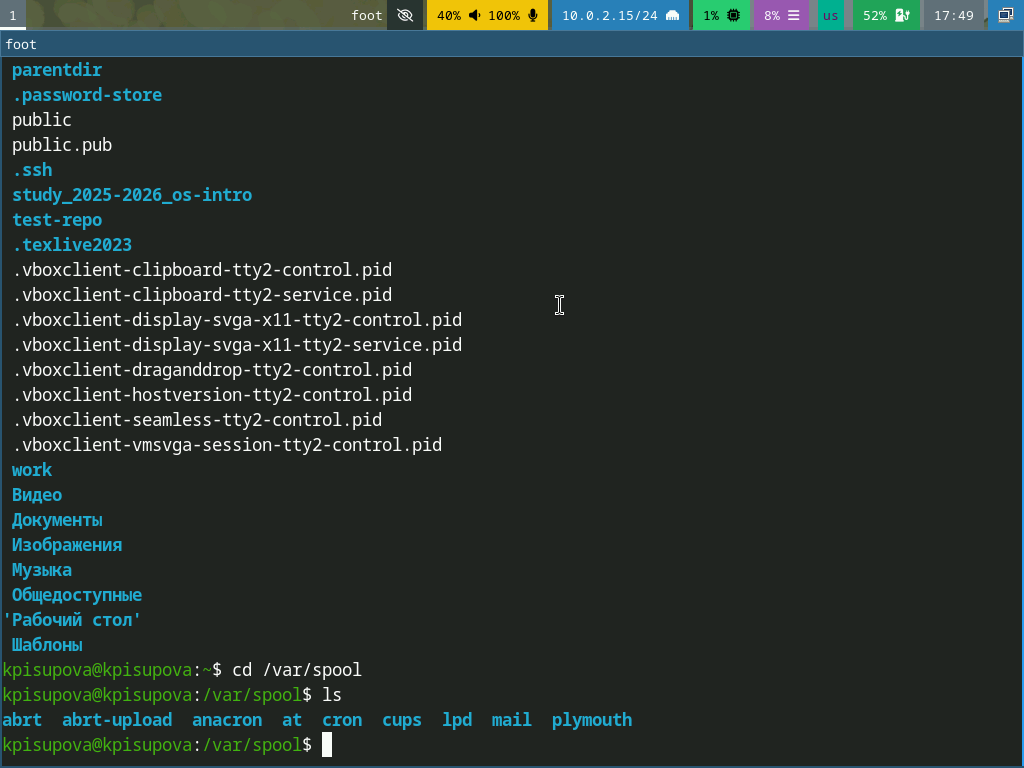 1 foot 40% 100% 10.0.2.15/24 1% 8% us 52% 17:49
foot
parentdir
.password-store
public
public.pub
.ssh
study_2025-2026_os-intro
test-repo
.texlive2023
.vboxclient-clipboard-tty2-control.pid
.vboxclient-clipboard-tty2-service.pid
.vboxclient-display-svga-x11-tty2-control.pid
.vboxclient-display-svga-x11-tty2-service.pid
.vboxclient-draganddrop-tty2-control.pid
.vboxclient-hostversion-tty2-control.pid
.vboxclient-seamless-tty2-control.pid
.vboxclient-vmsvga-session-tty2-control.pid
work
Видео
Документы
Изображения
Музыка
Общедоступные
'Рабочий стол'
Шаблоны
kpisupova@kpisupova:~$ cd /var/spool
kpisupova@kpisupova:/var/spool$ ls
abrt abrt-upload anacron at cron cups lpd mail plymouth
kpisupova@kpisupova:/var/spool$